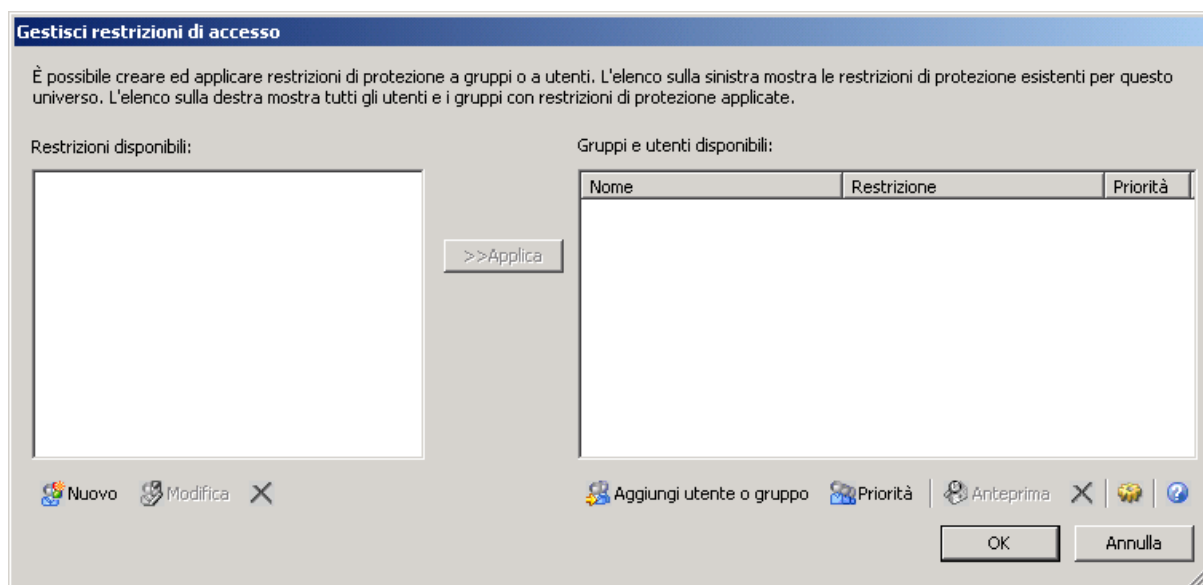 Gestisci restrizioni di accesso
È possibile creare ed applicare restrizioni di protezione a gruppi o a utenti. L'elenco sulla sinistra mostra le restrizioni di protezione esistenti per questo
universo. L'elenco sulla destra mostra tutti gli utenti e i gruppi con restrizioni di protezione applicate.
Restrizioni disponibili:
Gruppi e utenti disponibili:
Nome Restrizione Priorità
>>Applica
Nuovo Modifica
Aggiungi utente o gruppo Priorità Anteprima
OK Annulla